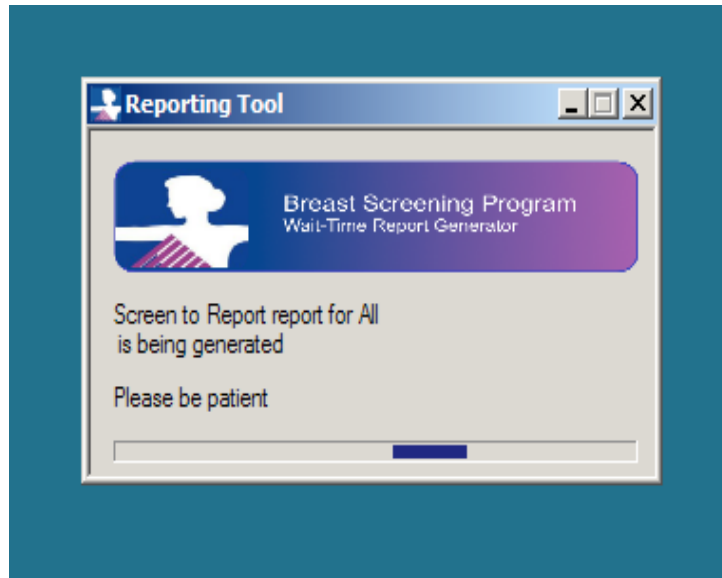 Reporting Tool
Breast Screening Program
Wait-Time Report Generator
Screen to Report report for All
is being generated
Please be patient